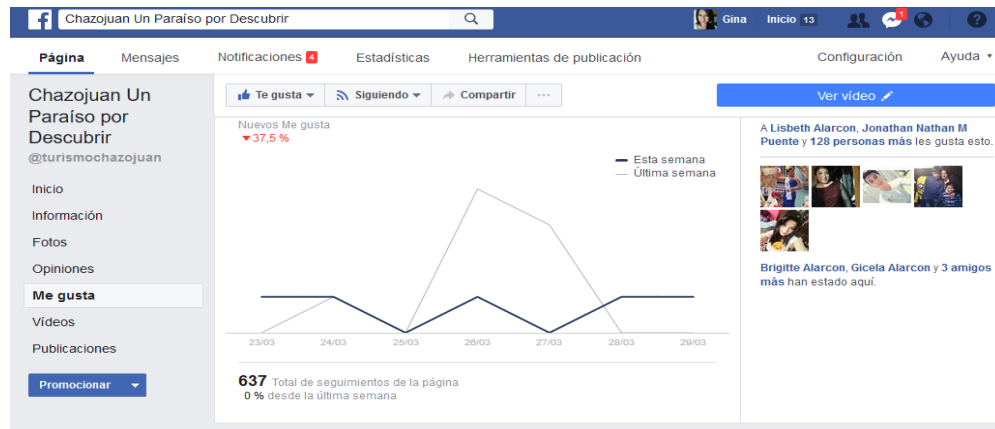 Chazojuan Un Paraíso por Descubrir
Gina
Inicio 13
1
Página
Mensajes
Notificaciones 4
Estadísticas
Herramientas de publicación
Configuración
Ayuda
Chazojuan Un
Paraíso por
Descubrir
@turismochazojuan
Inicio
Información
Fotos
Opiniones
Me gusta
Vídeos
Publicaciones
Promocionar
Te gusta
Siguiendo
Compartir
Ver vídeo
Nuevos Me gusta
37,5 %
Esta semana
Última semana
23/03 24/03 25/03 26/03 27/03 28/03 29/03
637 Total de seguimientos de la página
0 % desde la última semana
A Lisbeth Alarcon, Jonathan Nathan M
Puente y 128 personas más les gusta esto.
Brigitte Alarcon, Gicela Alarcon y 3 amigos
más han estado aquí.